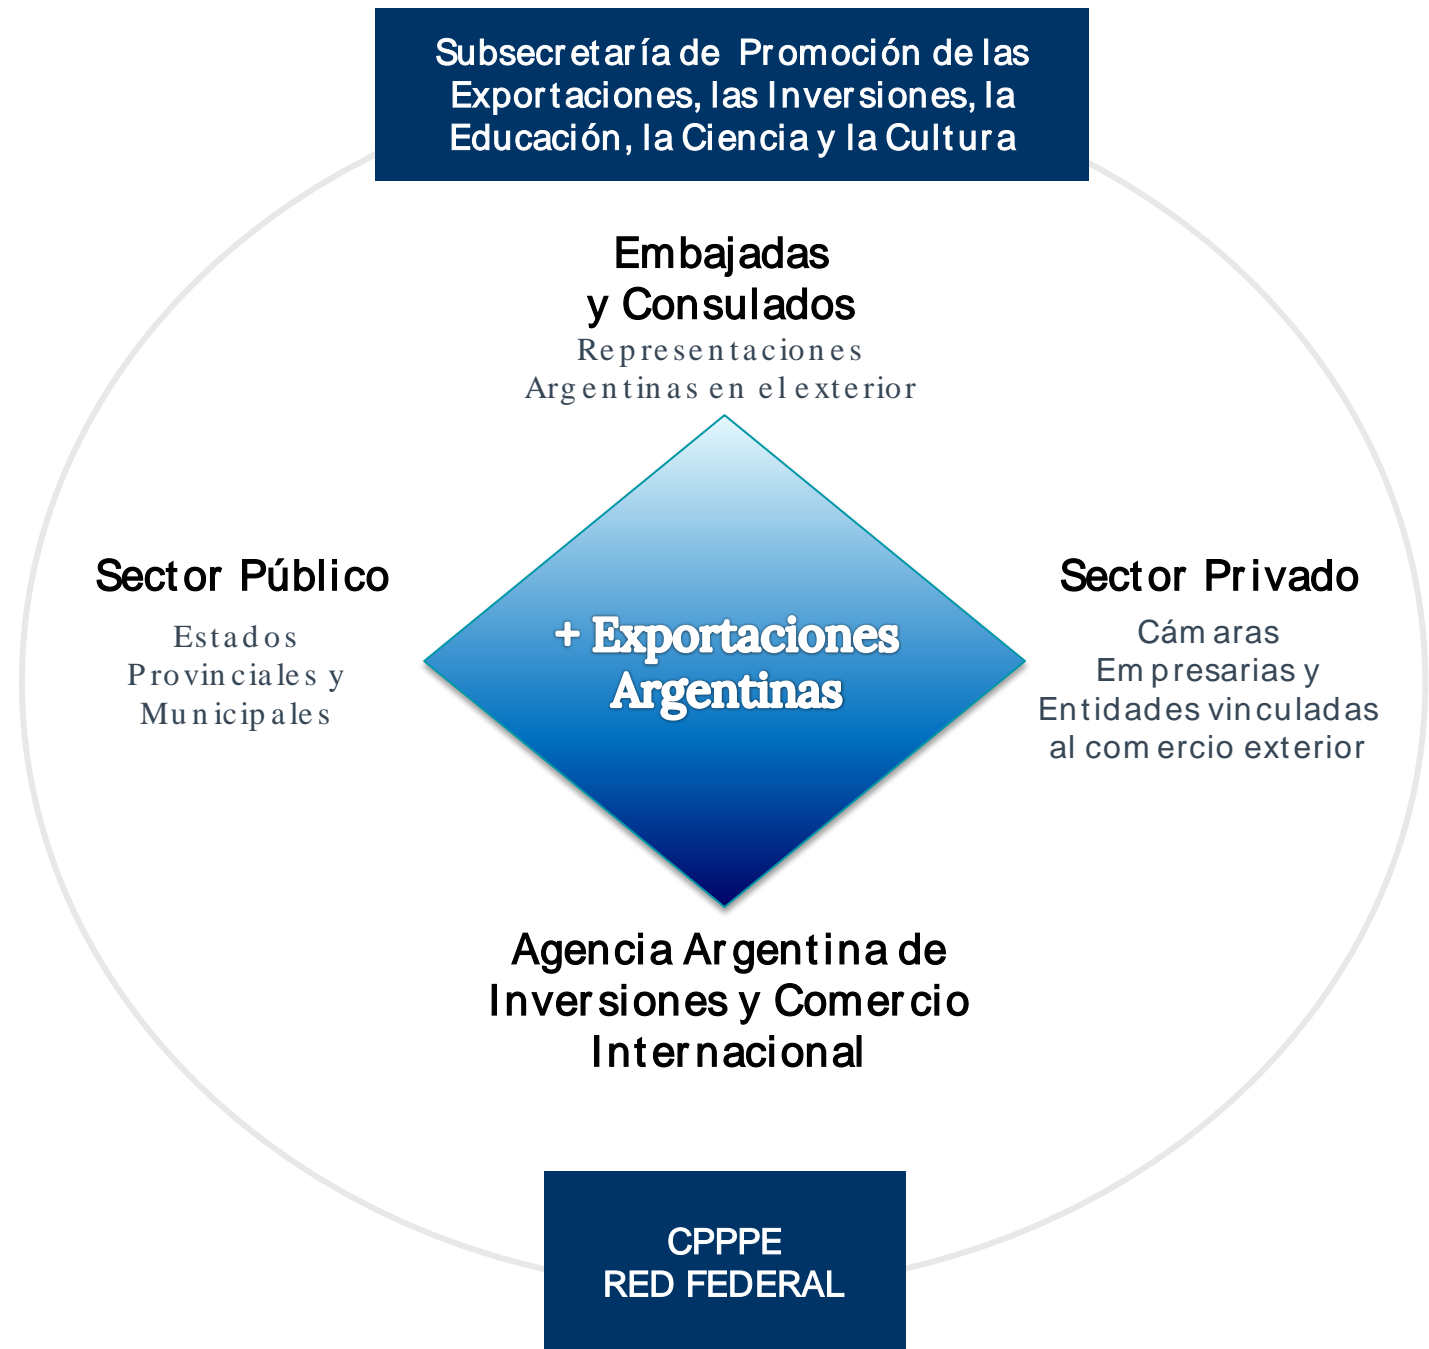 Subsecretaría de Promoción de las
Exportaciones, las Inversiones, la
Educación, la Ciencia y la Cultura
Embajadas
y Consulados
Representaciones
Argentinas en el exterior
Sector Público
Estados
Provinciales y
Municipales
+ Exportaciones
Argentinas
Sector Privado
Cámaras
Empresarias y
Entidades vinculadas
al comercio exterior
Agencia Argentina de
Inversiones y Comercio
Internacional
CPPPE
RED FEDERAL